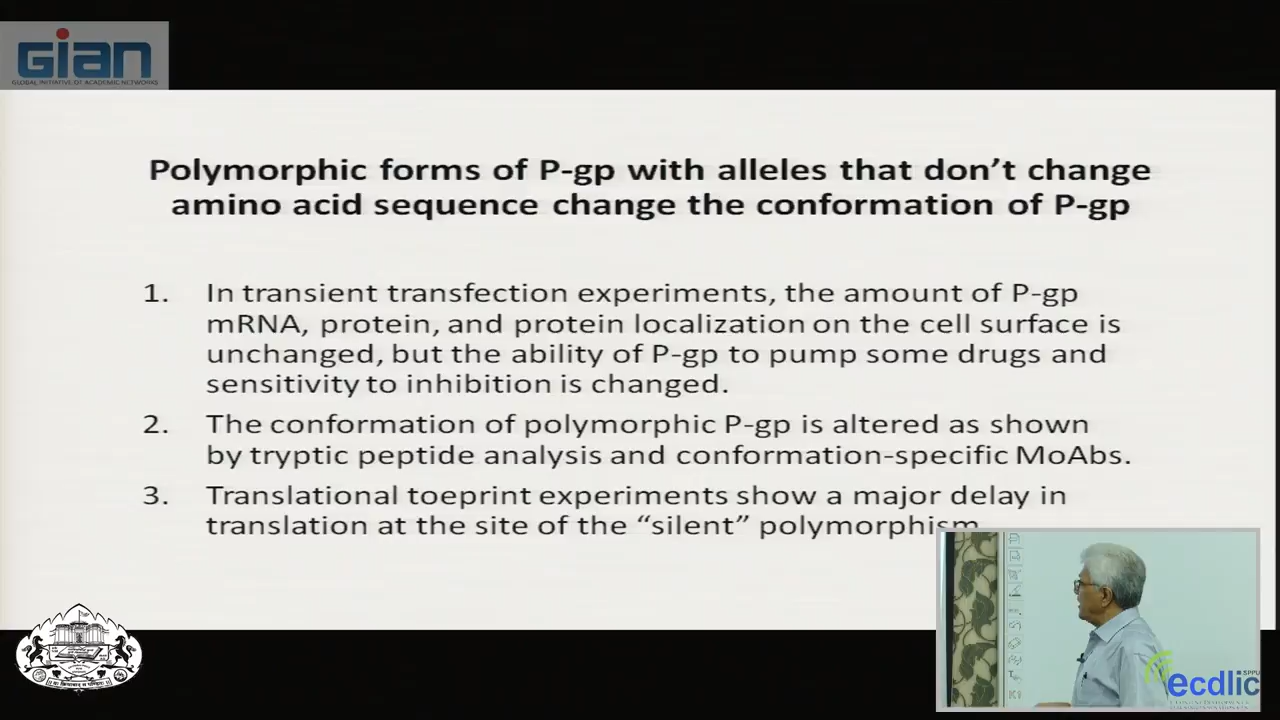 GIAN
GLOBAL INITIATIVE OF ACADEMIC NETWORKS
Polymorphic forms of P-gp with alleles that don't change
amino acid sequence change the conformation of P-gp
1. In transient transfection experiments, the amount of P-gp
mRNA, protein, and protein localization on the cell surface is
unchanged, but the ability of P-gp to pump some drugs and
sensitivity to inhibition is changed.
2. The conformation of polymorphic P-gp is altered as shown
by tryptic peptide analysis and conformation-specific MoAbs.
3. Translational toeprint experiments show a major delay in
translation at the site of the “silent” polymorphism
SPPU
ecdlic